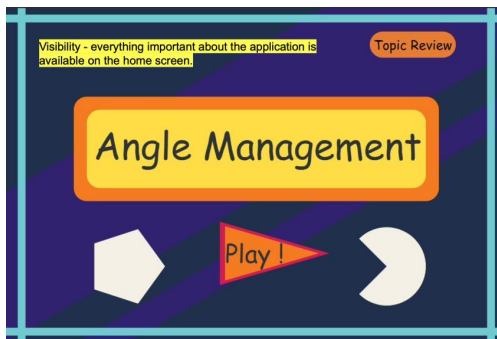 Visibility - everything important about the application is
available on the home screen.
Topic Review
Angle Management
Play !